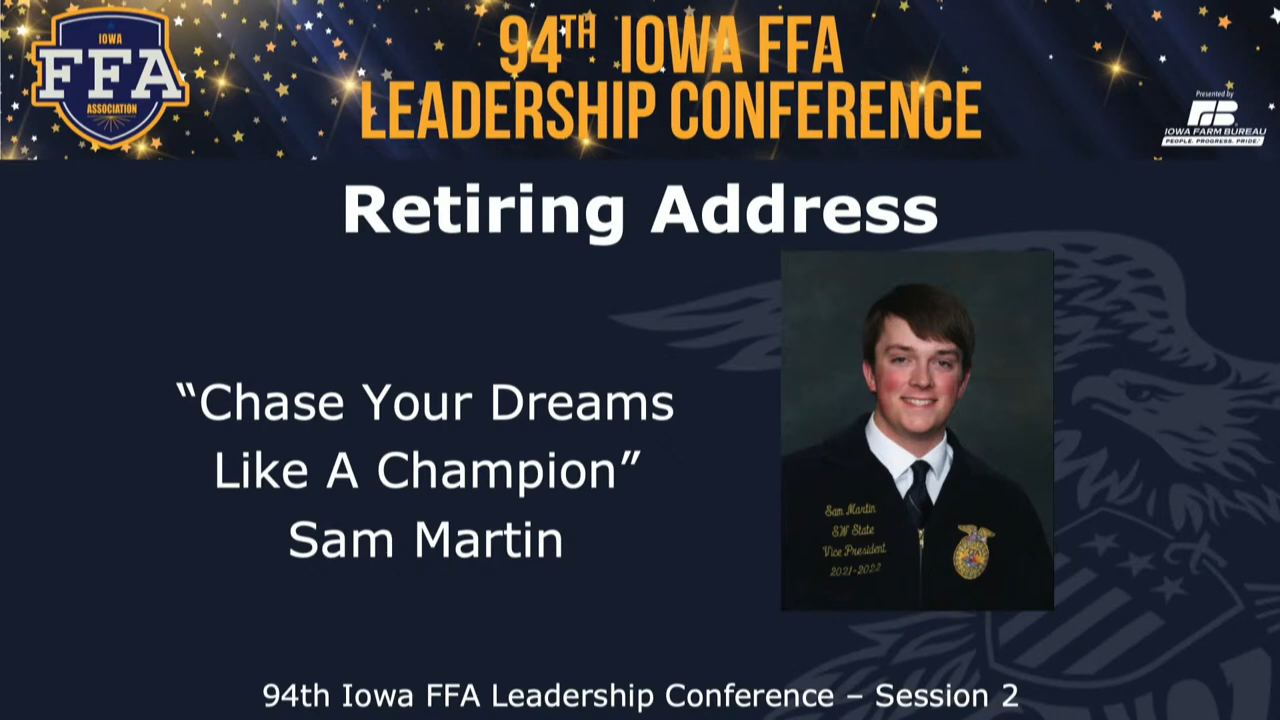 IOWA
FFA
ASSOCIATION
94TH IOWA FFA
LEADERSHIP CONFERENCE
Presented by
FB
IOWA FARM BUREAU
PEOPLE. PROGRESS. PRIDE.
Retiring Address
“Chase Your Dreams
Like A Champion”
Sam Martin
Sam Martin
SW State
Vice President
2021-2022
94th Iowa FFA Leadership Conference – Session 2